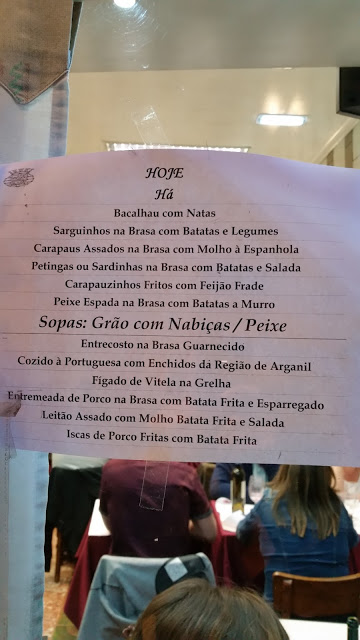 HOJE
Há
Bacalhau com Natas
Sarguinhos na Brasa com Batatas e Legumes
Carapaus Assados na Brasa com Molho à Espanhola
Petingas ou Sardinhas na Brasa com Batatas e Salada
Carapauzinhos Fritos com Feijão Frade
Peixe Espada na Brasa com Batatas a Murro
Sopas: Grão com Nabiças / Peixe
Entrecosto na Brasa Guarnecido
Cozido à Portuguesa com Enchidos da Região de Arganil
Fígado de Vitela na Grelha
Entremeada de Porco na Brasa com Batata Frita e Esparregado
Leitão Assado com Molho Batata Frita e Salada
Iscas de Porco Fritas com Batata Frita